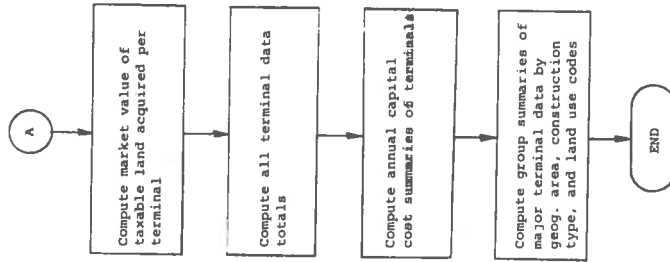 A
Compute market value of
taxable land acquired per
terminal
Compute all terminal data
totals
Compute annual capital
cost summaries of terminals
Compute group summaries of
major terminal data by
geog. area, construction
type, and land use codes
END